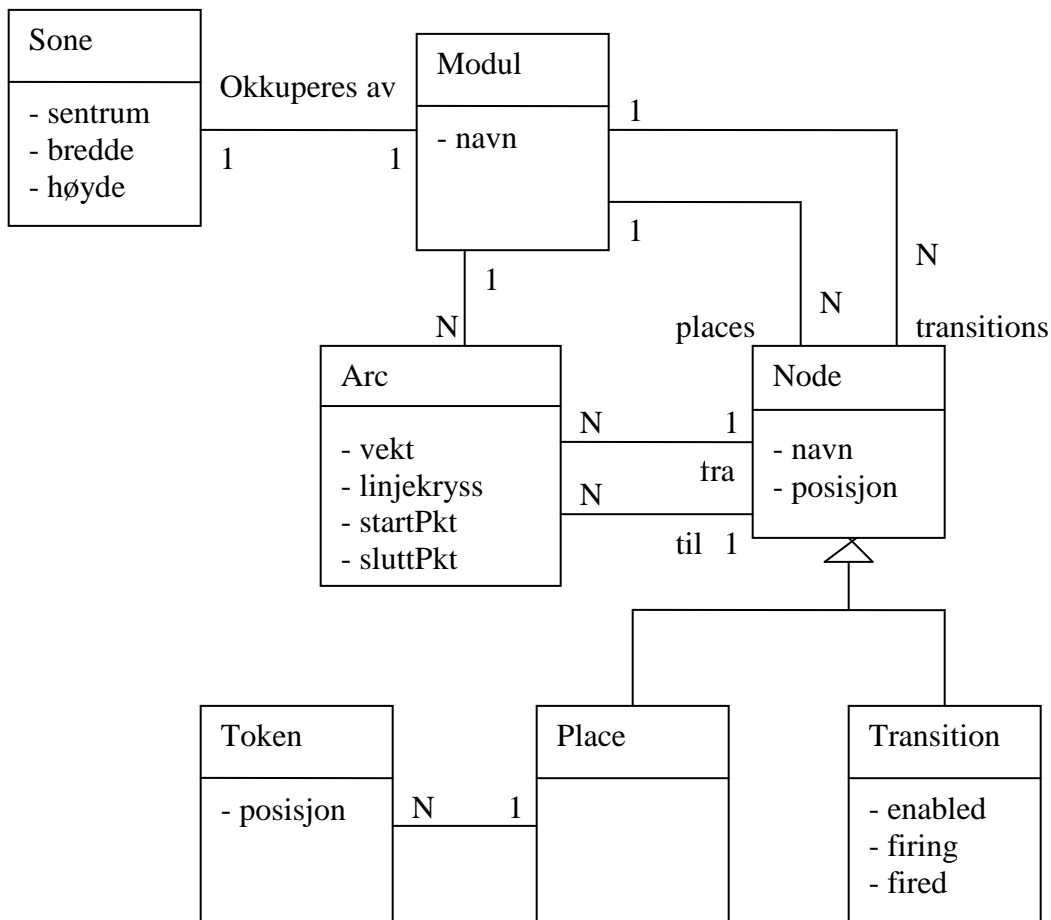 Sone
- sentrum
- bredde
- høyde
Okkuperes av
1
1
Modul
- navn
1
1
1
N
N
places
N
transitions
Arc
- vekt
- linjekryss
- startPkt
- sluttPkt
N
1
fra
N
til 1
Node
- navn
- posisjon
Token
- posisjon
N
1
Place
Transition
- enabled
- firing
- fired